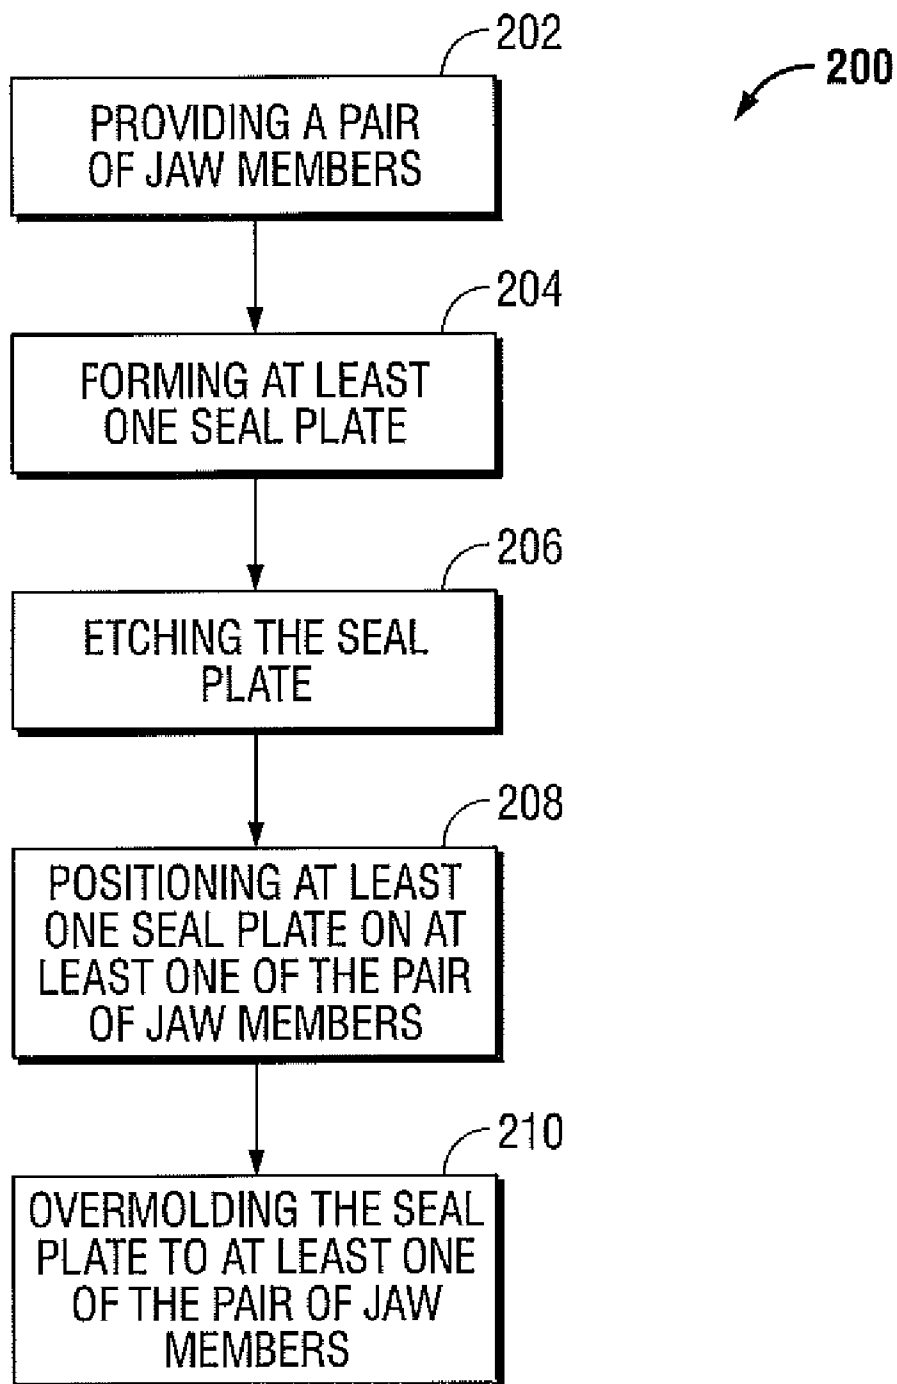 202
200
PROVIDING A PAIR
OF JAW MEMBERS
204
FORMING AT LEAST
ONE SEAL PLATE
206
ETCHING THE SEAL
PLATE
208
POSITIONING AT LEAST
ONE SEAL PLATE ON AT
LEAST ONE OF THE PAIR
OF JAW MEMBERS
210
OVERMOLDING THE SEAL
PLATE TO AT LEAST ONE
OF THE PAIR OF JAW
MEMBERS